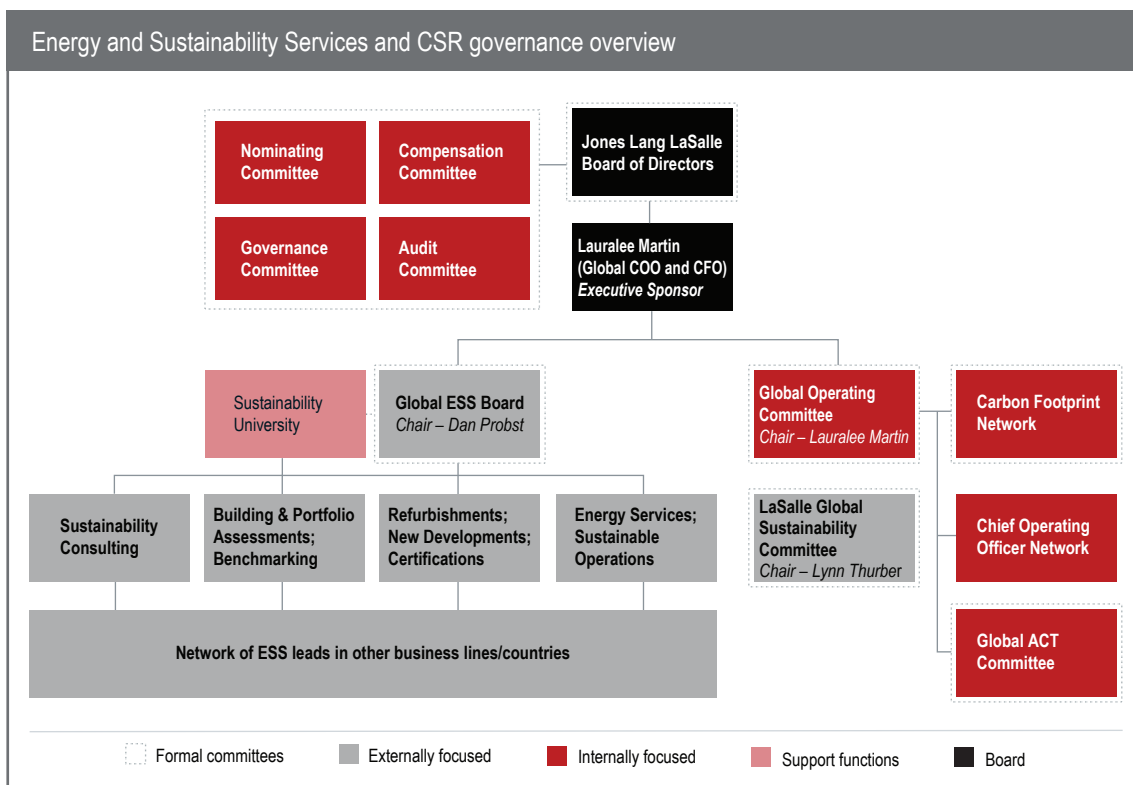 Energy and Sustainability Services and CSR governance overview
Nominating
Committee
Compensation
Committee
Jones Lang LaSalle
Board of Directors
Governance
Committee
Audit
Committee
Lauralee Martin
(Global COO and CFO)
Executive Sponsor
Sustainability
University
Global ESS Board
Chair – Dan Probst
Global Operating
Committee
Chair – Lauralee Martin
Carbon Footprint
Network
Sustainability
Consulting
Building & Portfolio
Assessments;
Benchmarking
Refurbishments;
New Developments;
Certifications
Energy Services;
Sustainable
Operations
LaSalle Global
Sustainability
Committee
Chair – Lynn Thurber
Chief Operating
Officer Network
Network of ESS leads in other business lines/countries
Global ACT
Committee
Formal committees
Externally focused
Internally focused
Support functions
Board